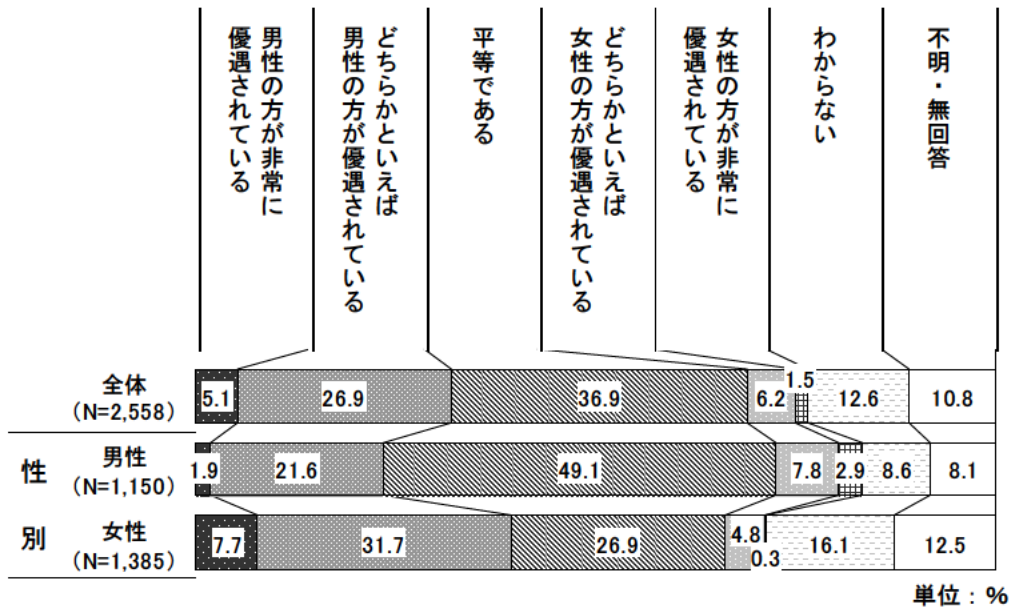 男性の方が非常に
優遇されている
どちらかといえば
男性の方が優遇されている
平等である
どちらかといえば
女性の方が優遇されている
女性の方が非常に
優遇されている
わからない
不明・無回答
全体
（N=2,558）
5.1
26.9
36.9
6.2
1.5
12.6
10.8
性別
男性
（N=1,150）
1.9
21.6
49.1
7.8
2.9
8.6
8.1
女性
（N=1,385）
7.7
31.7
26.9
4.8
0.3
16.1
12.5
単位：%